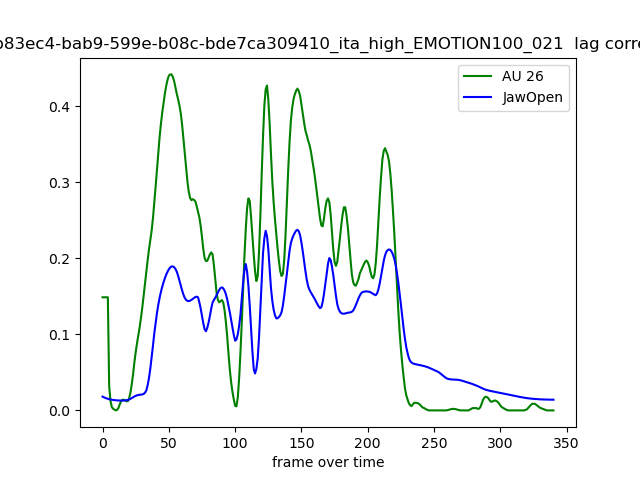 b83ec4-bab9-599e-b08c-bde7ca309410_ita_high_EMOTION100_021 lag corre
AU 26
JawOpen
0.4
0.3
0.2
0.1
0.0
0 50 100 150 200 250 300 350
frame over time